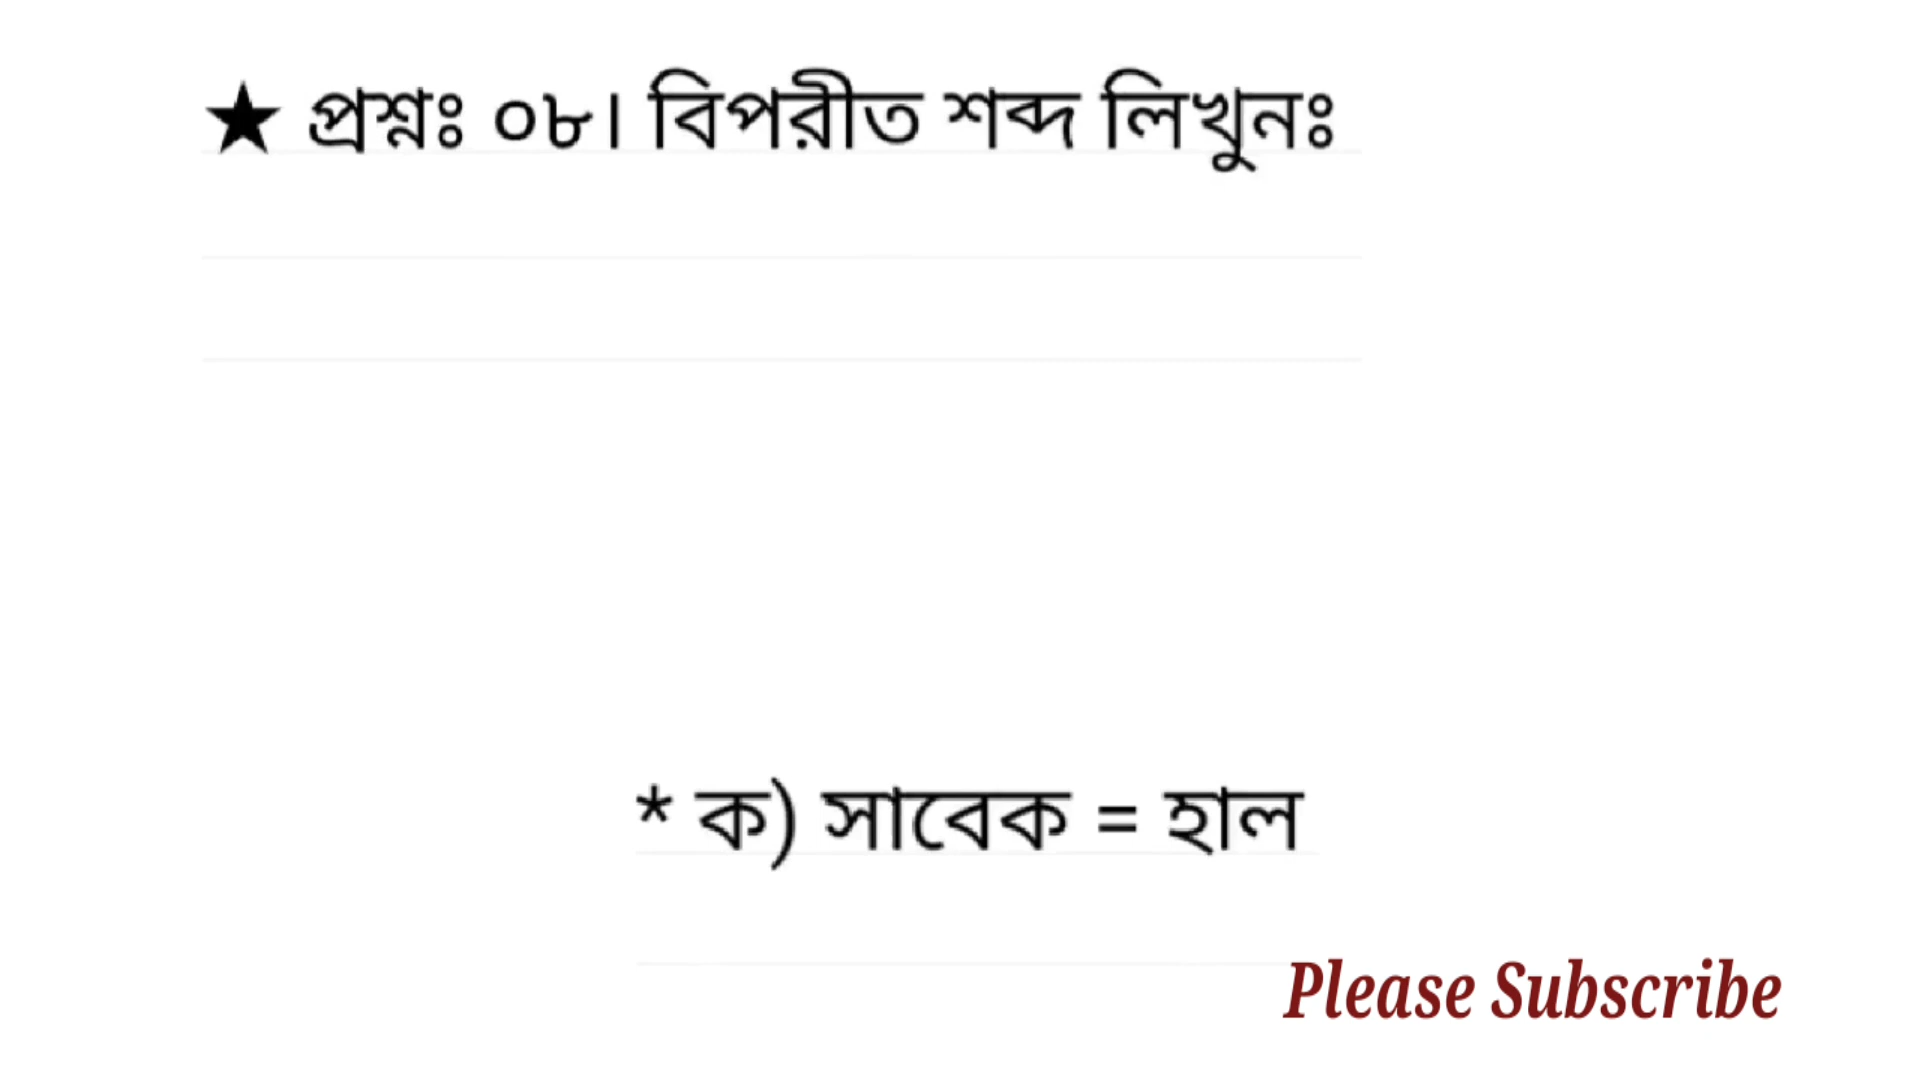 ★ প্রশ্নঃ ০৮। বিপরীত শব্দ লিখুনঃ
* ক) সাবেক = হাল
Please Subscribe